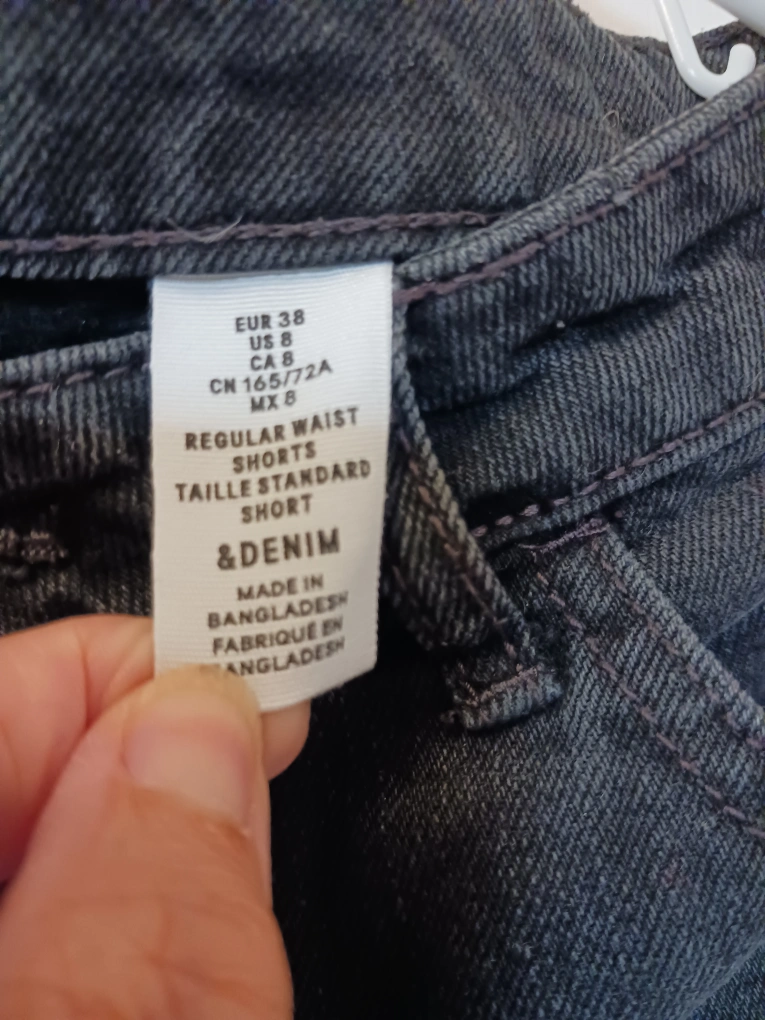 EUR 38
US 8
CA 8
CN 165/72A
MX 8
REGULAR WAIST
SHORTS
TAILLE STANDARD
SHORT
&DENIM
MADE IN
BANGLADESH
FABRIQUÉ EN
BANGLADESH